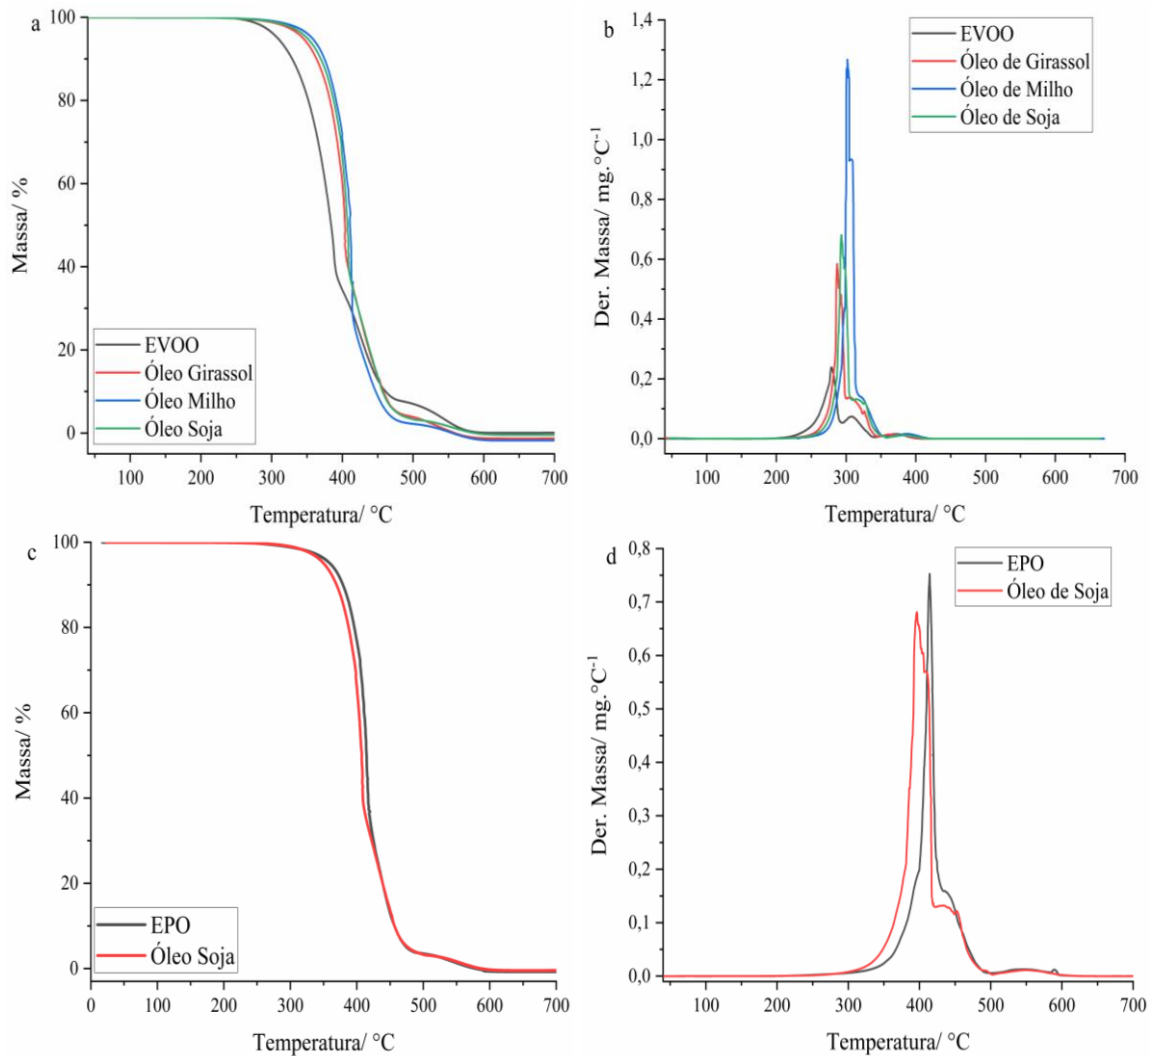 a
100
80
60
40
20
0
Massa/ %
EVOO
Óleo Girassol
Óleo Milho
Óleo Soja
100 200 300 400 500 600 700
Temperatura/ °C
b
1,4
1,2
1,0
0,8
0,6
0,4
0,2
0,0
Der. Massa/ mg.°C⁻¹
EVOO
Óleo de Girassol
Óleo de Milho
Óleo de Soja
100 200 300 400 500 600 700
Temperatura/ °C
c
100
80
60
40
20
0
Massa/ %
EPO
Óleo Soja
0 100 200 300 400 500 600 700
Temperatura/ °C
d
0,8
0,7
0,6
0,5
0,4
0,3
0,2
0,1
0,0
Der. Massa/ mg.°C⁻¹
EPO
Óleo de Soja
100 200 300 400 500 600 700
Temperatura/ °C